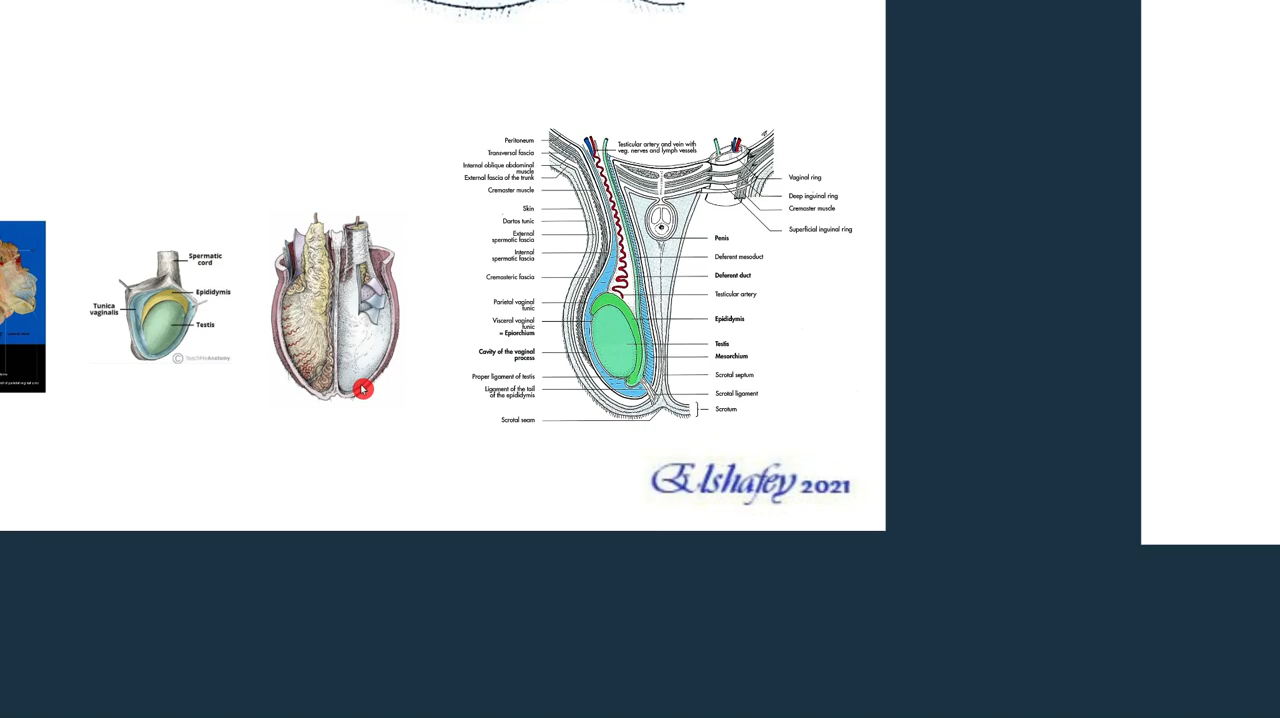 Spermatic
cord
Epididymis
Tunica
vaginalis
Testis
TeachMeAnatomy
Peritoneum
Transversal fascia
Internal oblique abdominal
muscle
External fascia of the trunk
Cremaster muscle
Skin
Dartos tunic
External
spermatic fascia
Internal
spermatic fascia
Cremasteric fascia
Parietal vaginal
tunic
Visceral vaginal
tunic
= Epiorchium
Cavity of the vaginal
process
Proper ligament of testis
Ligament of the tail
of the epididymis
Scrotal seam
Testicular artery and vein with
veg. nerves and lymph vessels
Vaginal ring
Deep inguinal ring
Cremaster muscle
Superficial inguinal ring
Penis
Deferent mesoduct
Deferent duct
Testicular artery
Epididymis
Testis
Mesorchium
Scrotal septum
Scrotal ligament
Scrotum
Elshafey 2021